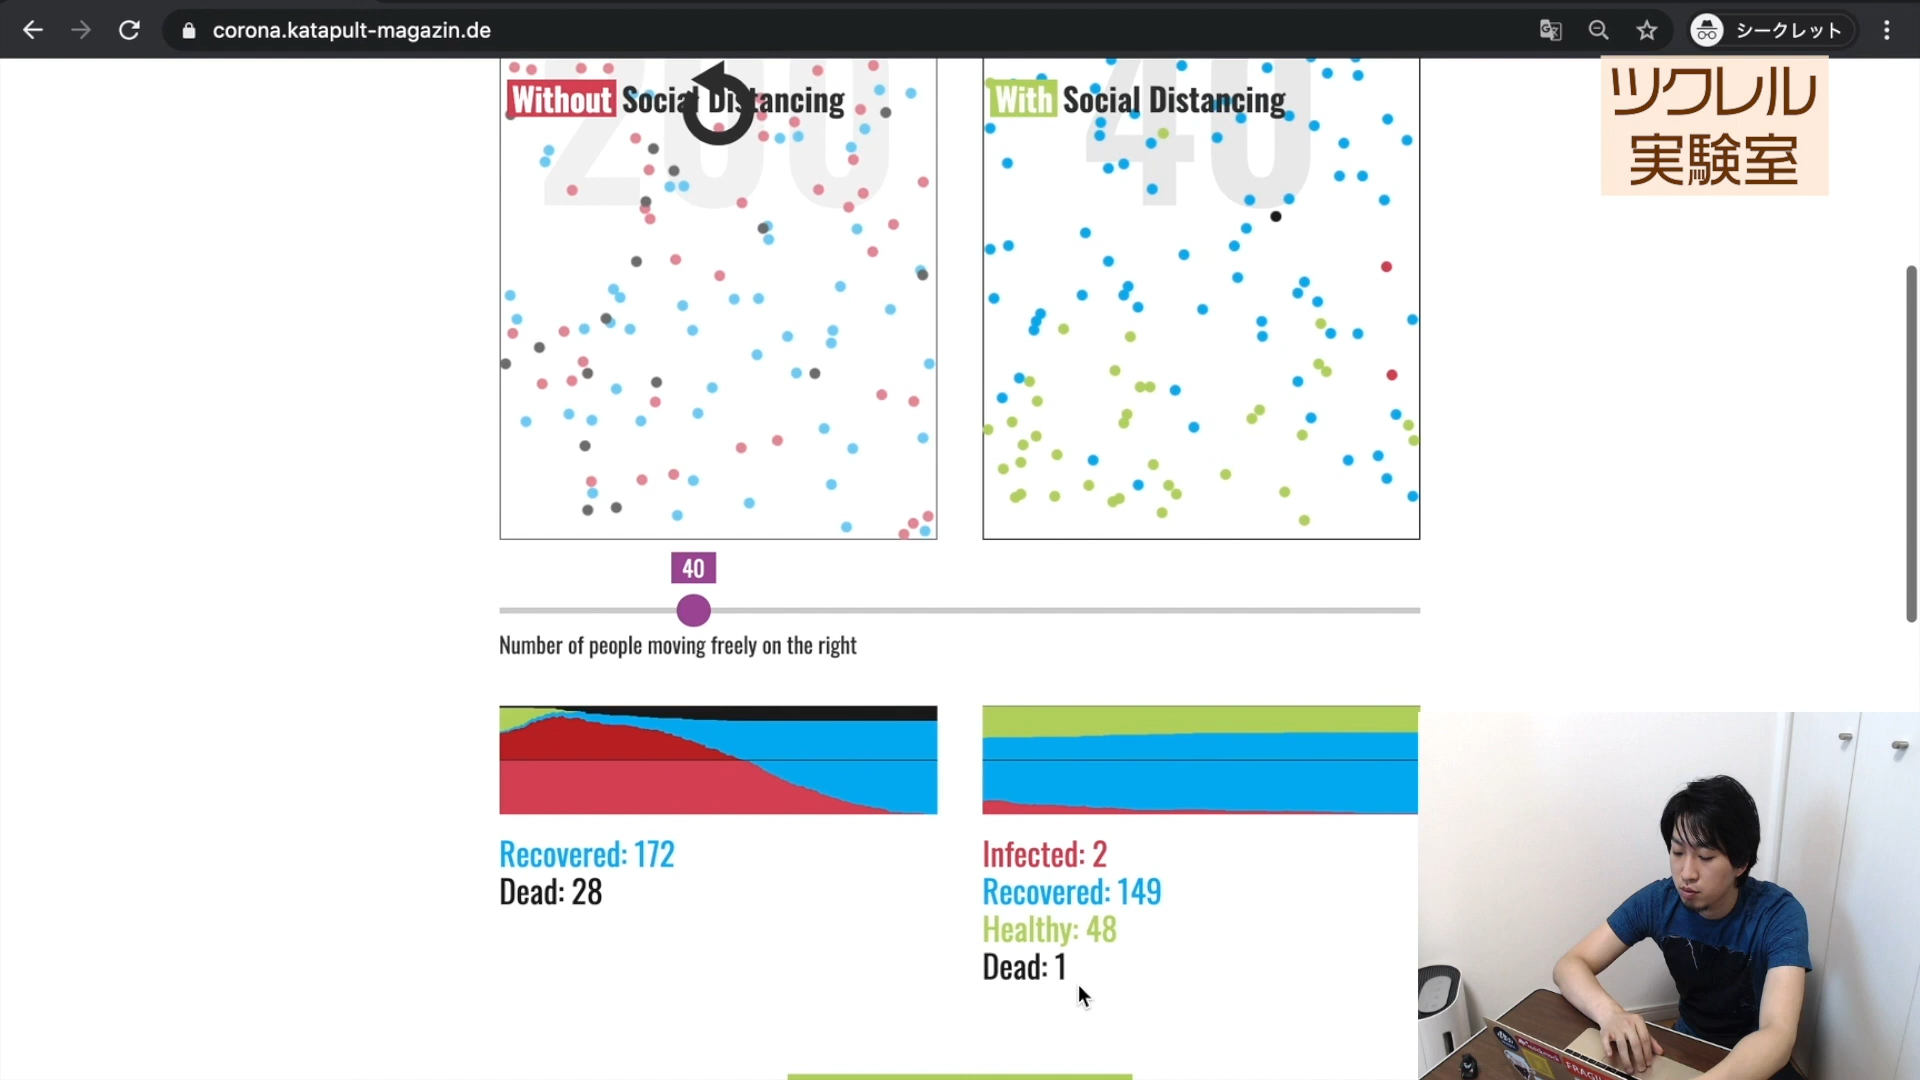 corona.katapult-magazin.de
シークレット
ツクレル
実験室
200
Without Social Distancing
40
With Social Distancing
40
Number of people moving freely on the right
Recovered: 172
Dead: 28
Infected: 2
Recovered: 149
Healthy: 48
Dead: 1